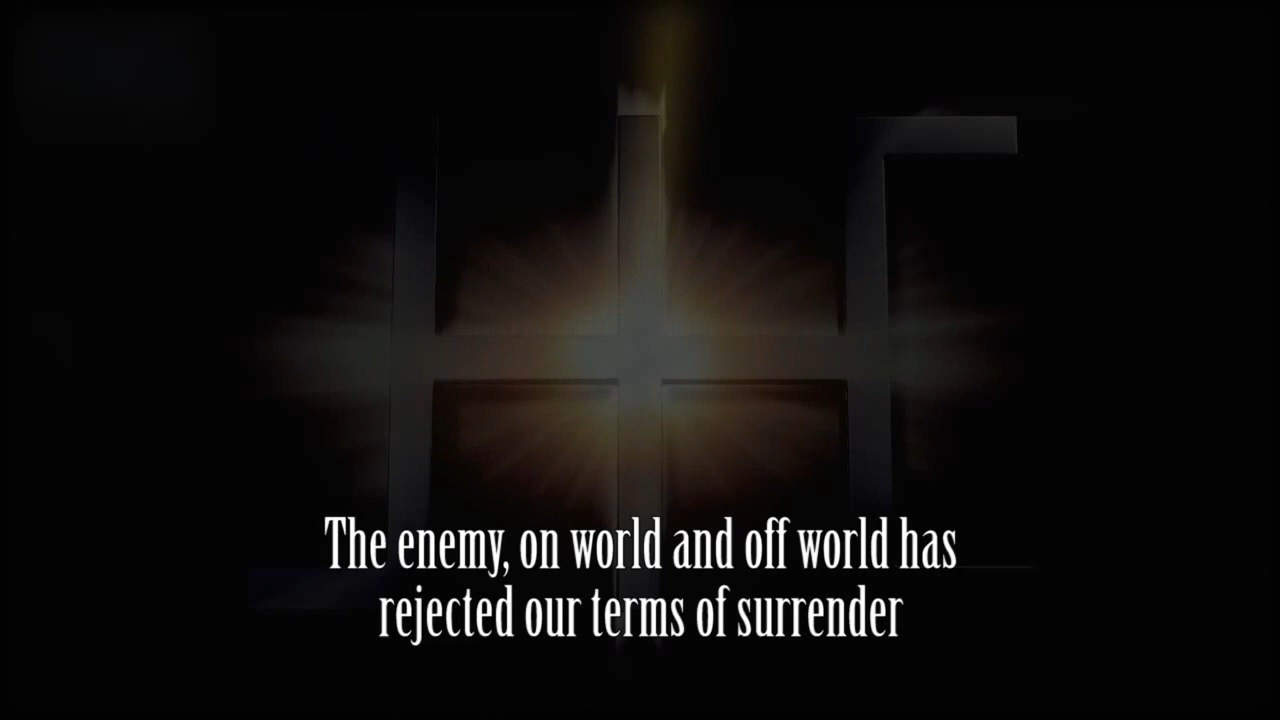 The enemy, on world and off world has
rejected our terms of surrender